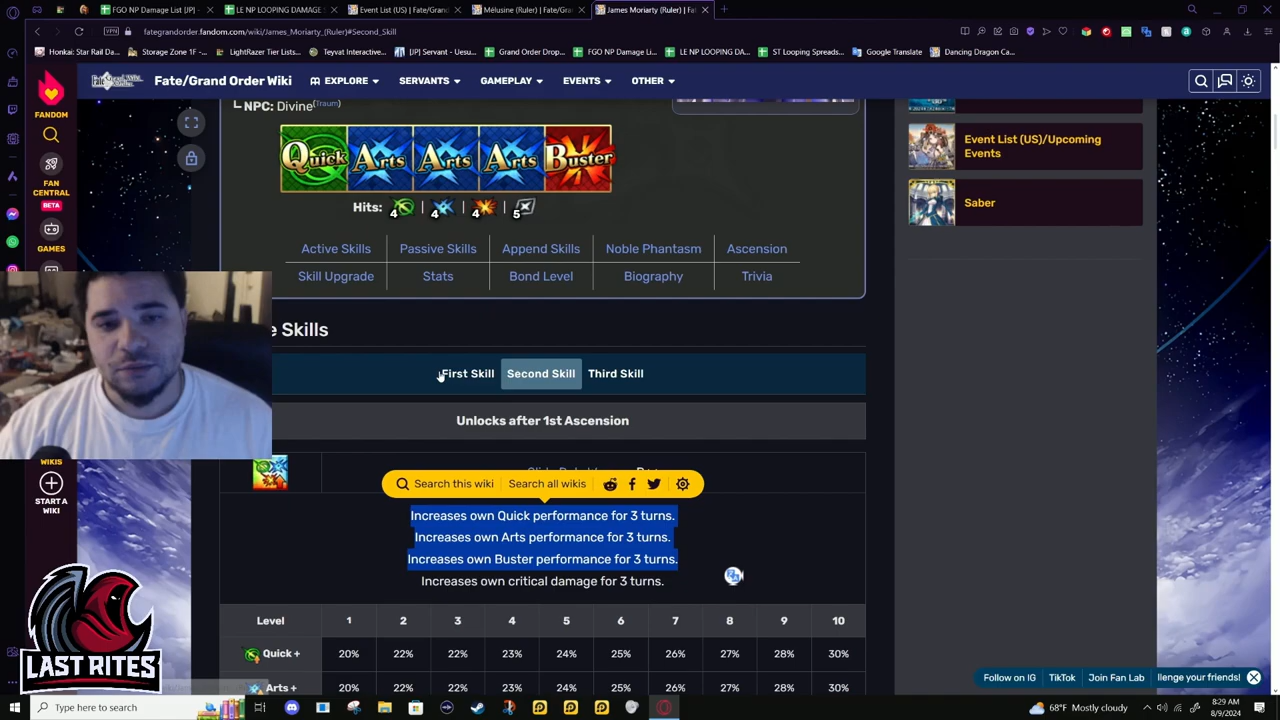 FGO NP Damage List (JP) -
LE NP LOOPING DAMAGE
Event List (US) | Fate/Grand
Mélusine (Ruler) | Fate/Gran
James Moriarty (Ruler) | Fat
VPN
fategrandorder.fandom.com/wiki/James_Moriarty_(Ruler)#Second_Skill
Honkai: Star Rail Da...
Storage Zone 1F -...
LightRazer Tier Lists...
Teyvat Interactive...
[JP] Servant - Uesu...
Grand Order Drop...
FGO NP Damage Li...
LE NP LOOPING DA...
ST Looping Spreads...
Google Translate
Dancing Dragon Ca...
FANDOM
Fate/Grand Order Wiki
EXPLORE
SERVANTS
GAMEPLAY
EVENTS
OTHER
FAN CENTRAL
BETA
GAMES
NPC: Divine(Traum)
Quick Arts Arts Arts Buster
Hits: 4 | 4 | 4 | 5
Active Skills
Passive Skills
Append Skills
Noble Phantasm
Ascension
Skill Upgrade
Stats
Bond Level
Biography
Trivia
Event List (US)/Upcoming
Events
Saber
e Skills
First Skill
Second Skill
Third Skill
Unlocks after 1st Ascension
Search this wiki
Search all wikis
Increases own Quick performance for 3 turns.
Increases own Arts performance for 3 turns.
Increases own Buster performance for 3 turns.
Increases own critical damage for 3 turns.
Level 1 2 3 4 5 6 7 8 9 10
Quick + 20% 22% 22% 23% 24% 25% 26% 27% 28% 30%
Arts + 20% 22% 22% 23% 24% 25% 26% 27% 28% 30%
WIKIS
START A
WIKI
LAST RITES
Follow on IG
TikTok
Join Fan Lab
llenge your friends!
Type here to search
68°F Mostly cloudy
8:29 AM
8/9/2024